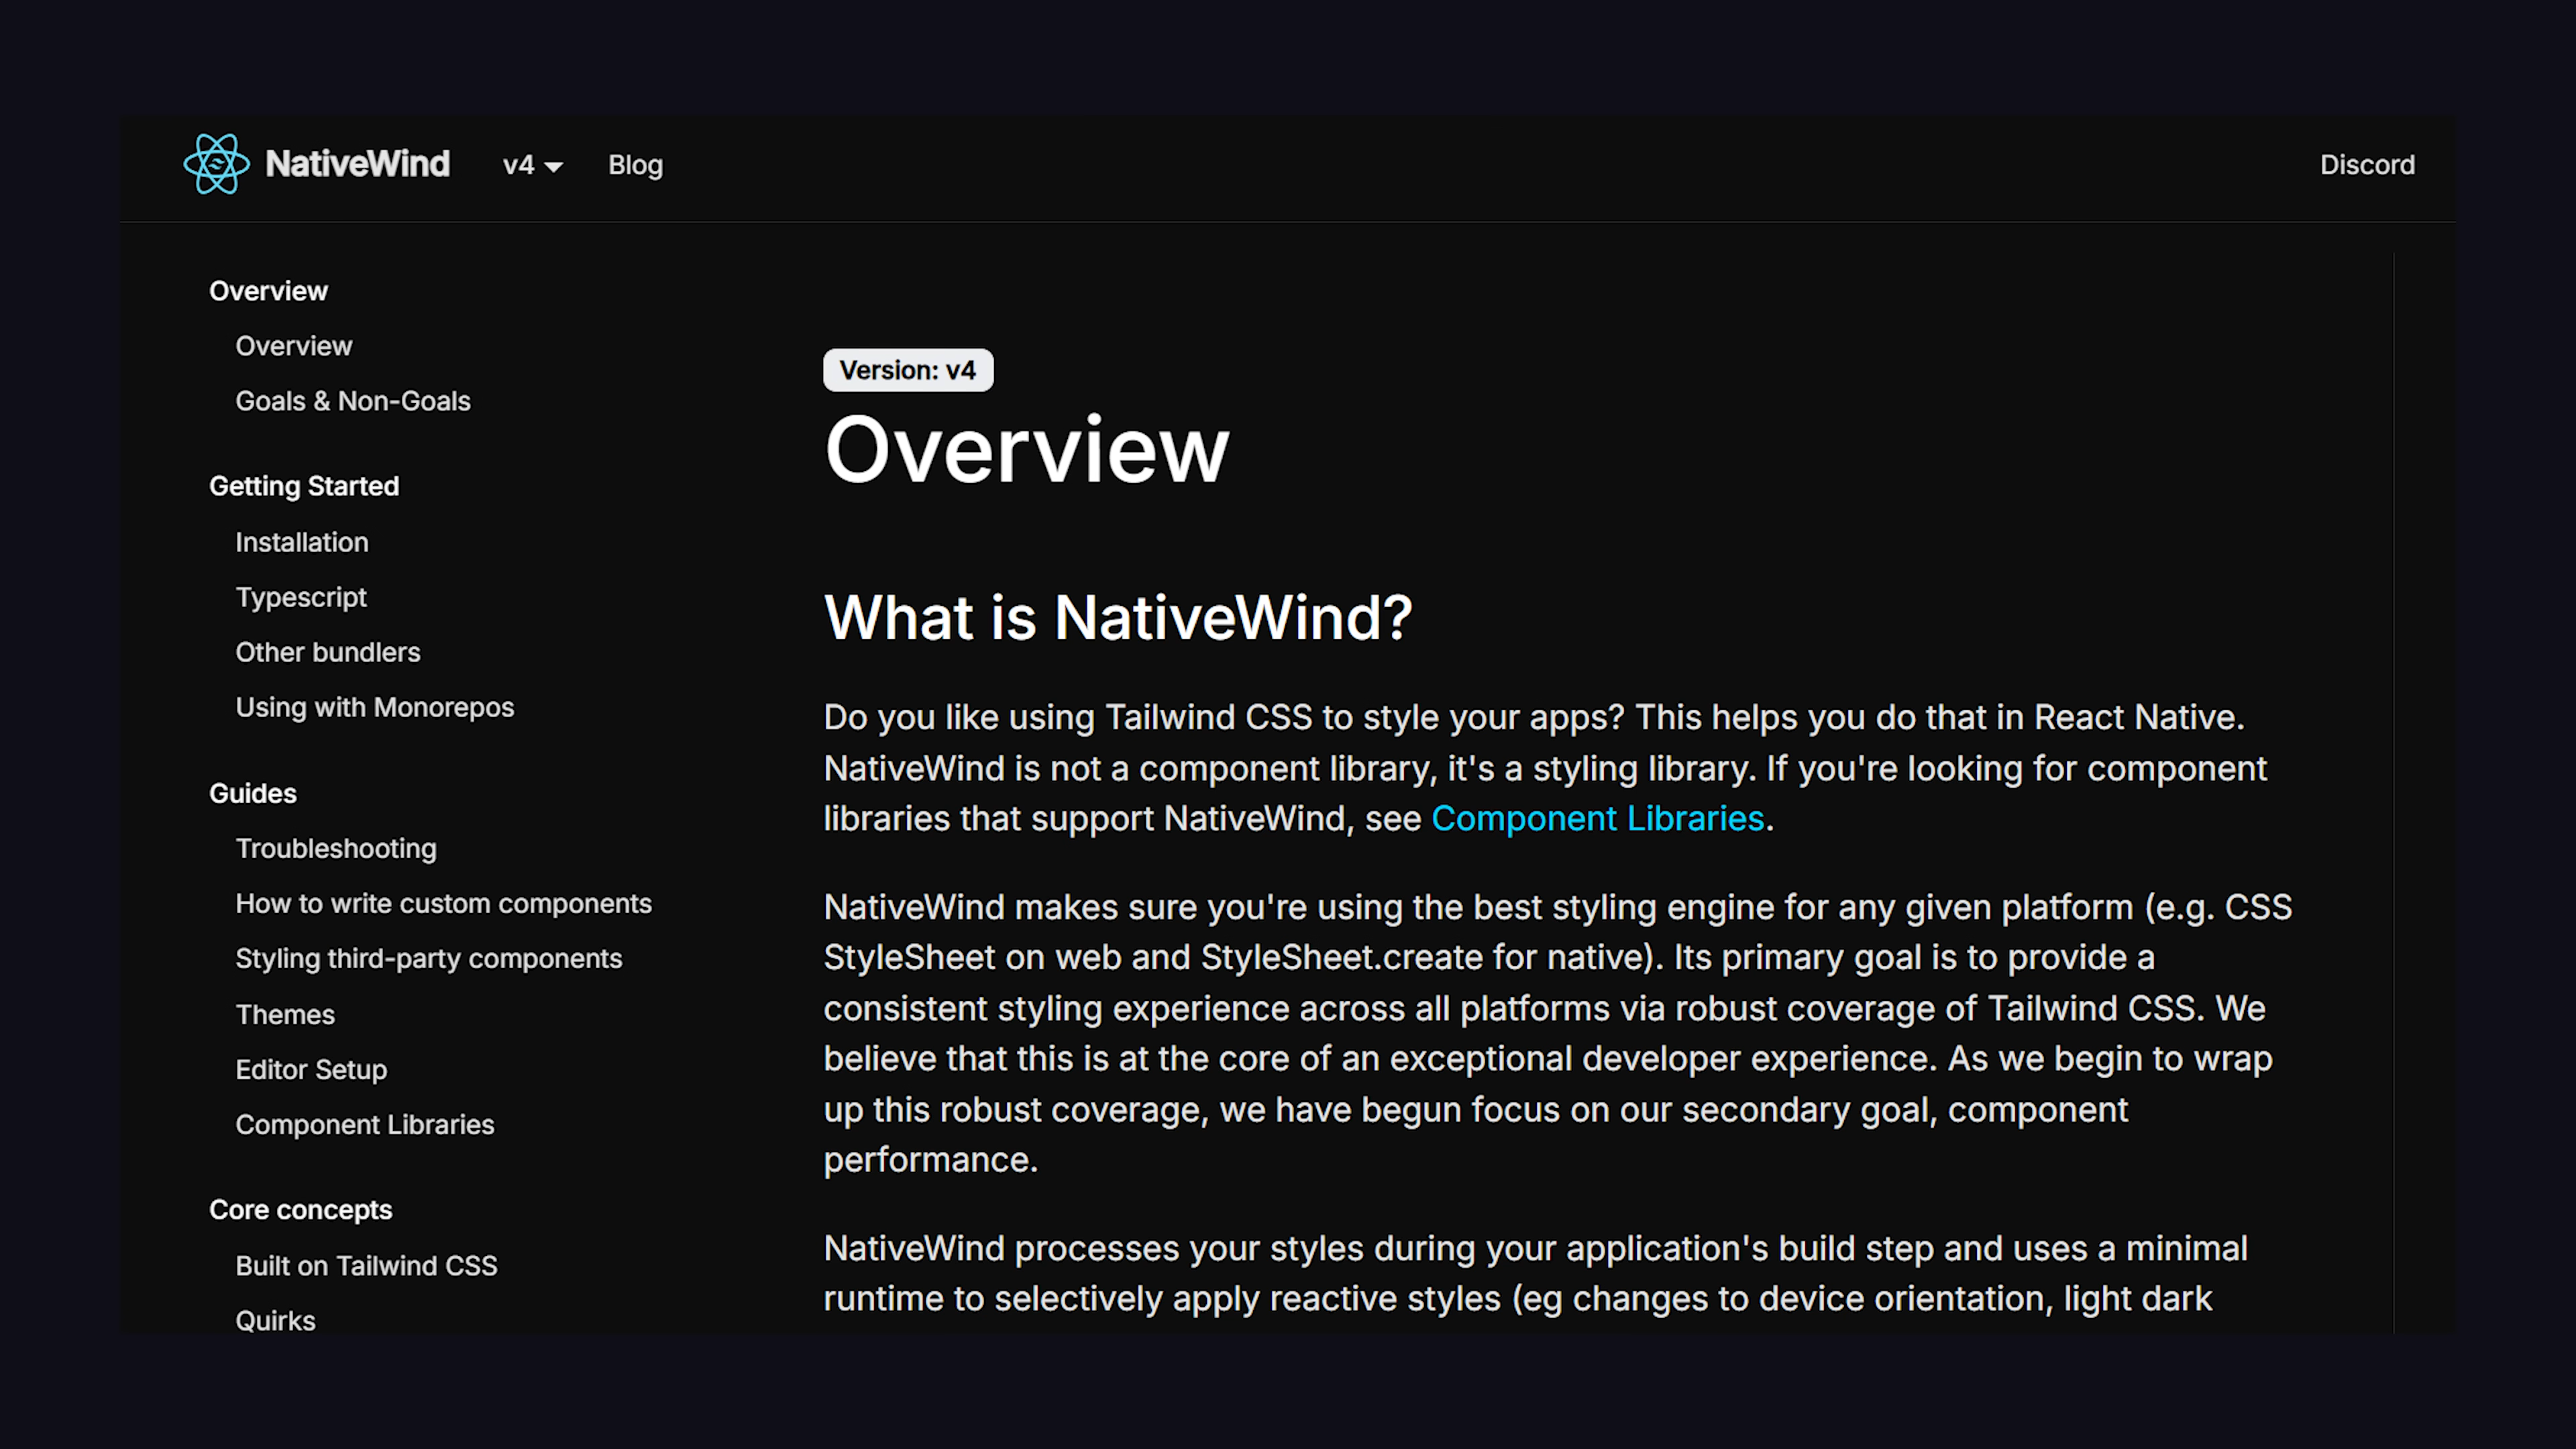 NativeWind
v4
Blog
Discord
Overview
Overview
Goals & Non-Goals
Getting Started
Installation
Typescript
Other bundlers
Using with Monorepos
Guides
Troubleshooting
How to write custom components
Styling third-party components
Themes
Editor Setup
Component Libraries
Core concepts
Built on Tailwind CSS
Quirks
Version: v4
Overview
What is NativeWind?
Do you like using Tailwind CSS to style your apps? This helps you do that in React Native.
NativeWind is not a component library, it's a styling library. If you're looking for component
libraries that support NativeWind, see Component Libraries.
NativeWind makes sure you're using the best styling engine for any given platform (e.g. CSS
StyleSheet on web and StyleSheet.create for native). Its primary goal is to provide a
consistent styling experience across all platforms via robust coverage of Tailwind CSS. We
believe that this is at the core of an exceptional developer experience. As we begin to wrap
up this robust coverage, we have begun focus on our secondary goal, component
performance.
NativeWind processes your styles during your application's build step and uses a minimal
runtime to selectively apply reactive styles (eg changes to device orientation, light dark